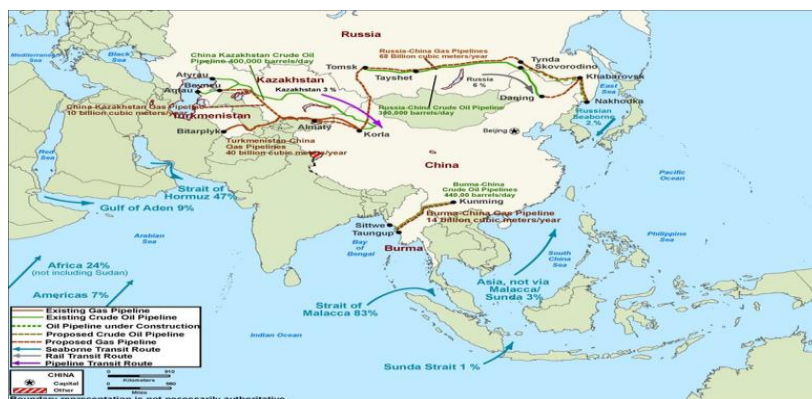 Russia
Mediterranean
Sea
Black
Sea
China Kazakhstan Crude Oil
Pipeline 400,000 barrels/day
Russia-China Gas Pipelines
68 Billion cubic meters/year
Tomsk
Tayshet
Tynda
Skovorodino
Khabarovsk
Atyrau
Beyneu
Aqtau
Kazakhstan
Kazakhstan 3 %
Russia
6 %
Daqing
East
Sea
Nakhodka
China-Kazakhstan Gas Pipeline
10 billion cubic meters/year
Turkmenistan
Russia-China Crude Oil Pipeline
300,000 barrels/day
Russian
Seaborne
2 %
Bitarplyk
Almaty
Korla
Beijing
Turkmenistan-China
Gas Pipelines
40 billion cubic meters/year
China
Red
Sea
Strait of
Hormuz 47%
Gulf of Aden 9%
Burma-China
Crude Oil Pipelines
440,00 barrels/day
Kunming
Burma-China Gas Pipeline
14 billion cubic meters/year
Pacific
Ocean
Sittwe
Taungup
Burma
Bay
of
Bengal
Arabian
Sea
Philippine
Sea
South
China
Sea
Africa 24%
(not including Sudan)
Americas 7%
Asia, not via
Malacca/
Sunda 3%
Strait of
Malacca 83%
Indian Ocean
Sunda Strait 1 %
Existing Gas Pipeline
Existing Crude Oil Pipeline
Oil Pipeline under Construction
Proposed Crude Oil Pipeline
Proposed Gas Pipeline
Seaborne Transit Route
Rail Transit Route
Pipeline Transit Route
CHINA
Capital
Other
0
Kilometers
0
Miles
Boundary representation is not necessarily authoritative